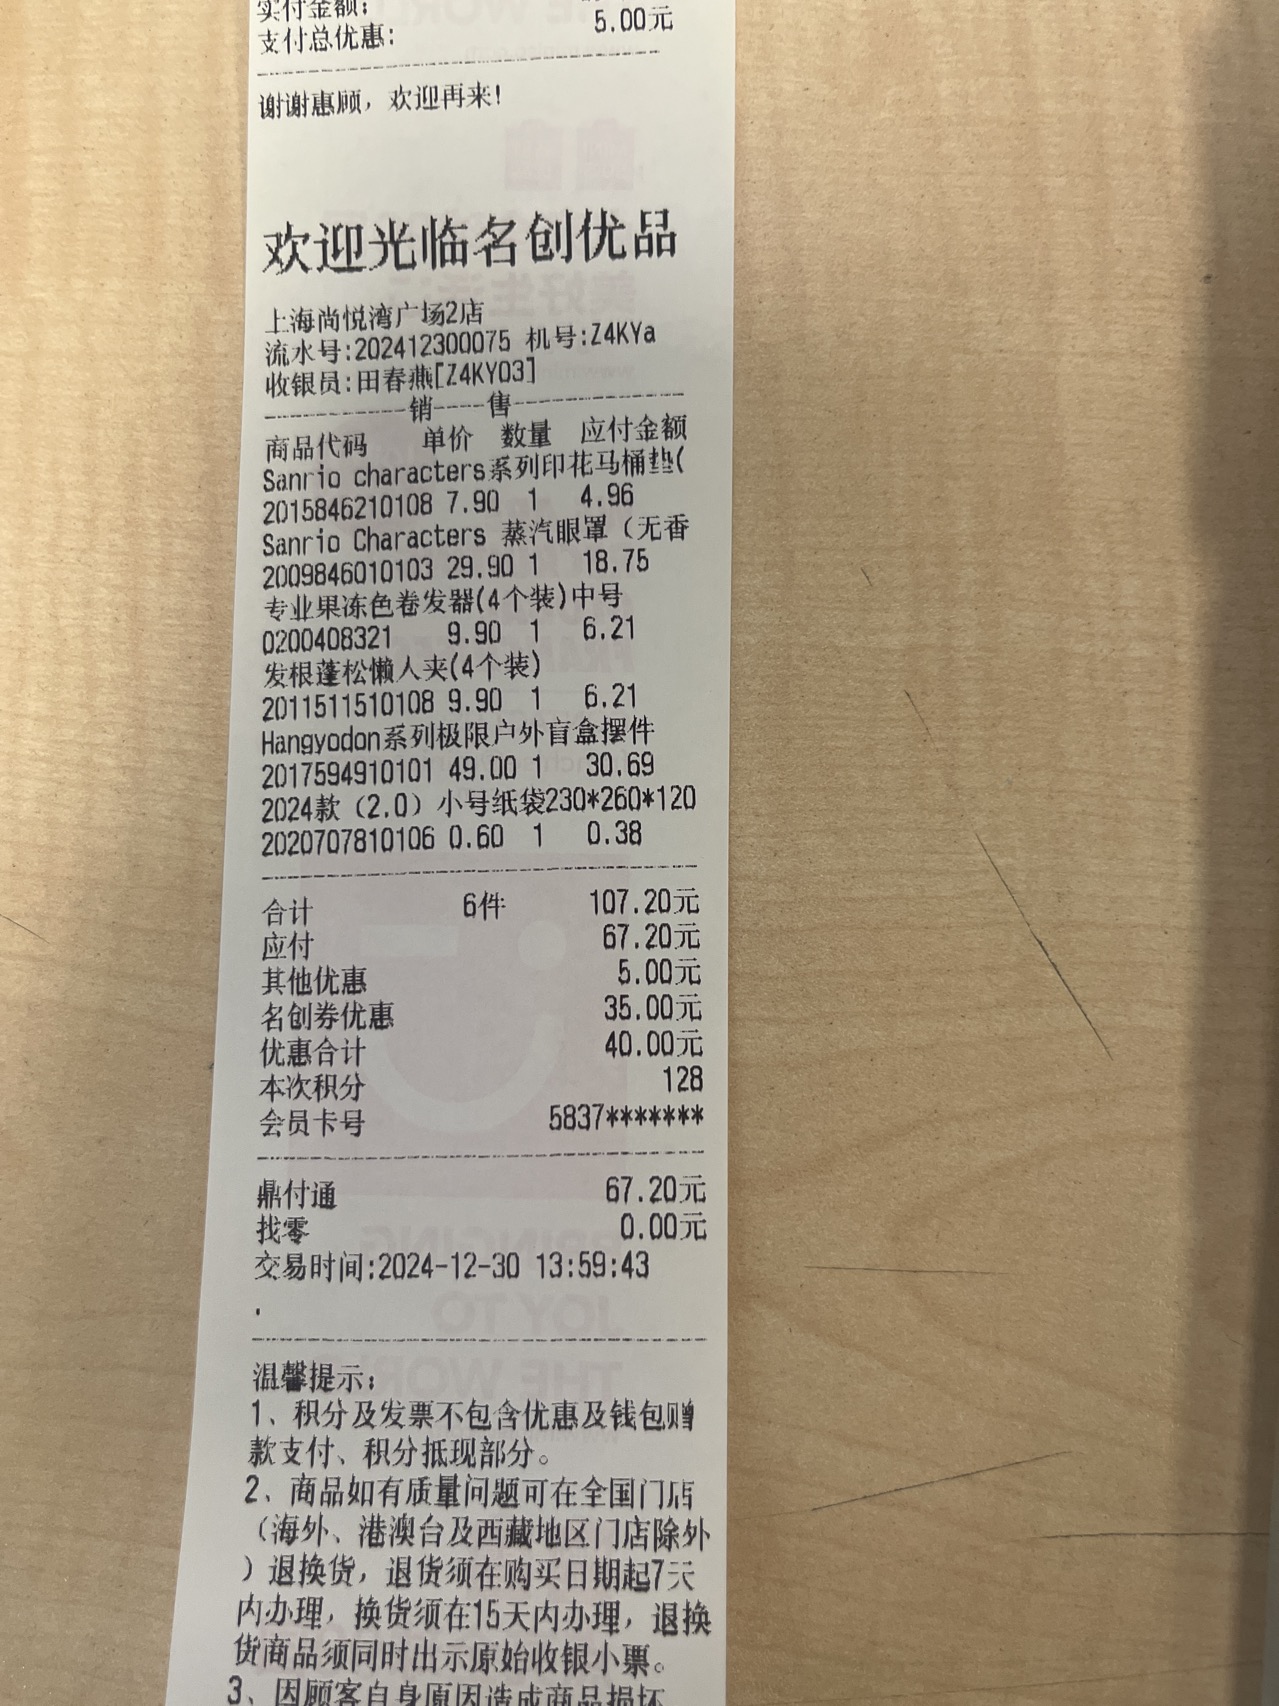 实付金额:
支付总优惠: 5.00元
谢谢惠顾，欢迎再来!
欢迎光临名创优品
上海尚悦湾广场2店
流水号:202412300075 机号:Z4KYa
收银员:田春燕[Z4KY03]
----------销----售--------------
商品代码 单价 数量 应付金额
Sanrio characters系列印花马桶垫(
2015846210108 7.90 1 4.96
Sanrio Characters 蒸汽眼罩（无香
2009846010103 29.90 1 18.75
专业果冻色卷发器(4个装)中号
0200408321 9.90 1 6.21
发根蓬松懒人夹(4个装)
2011511510108 9.90 1 6.21
Hangyodon系列极限户外盲盒摆件
2017594910101 49.00 1 30.69
2024款（2.0）小号纸袋230*260*120
2020707810106 0.60 1 0.38
合计 6件 107.20元
应付 67.20元
其他优惠 5.00元
名创券优惠 35.00元
优惠合计 40.00元
本次积分 128
会员卡号 5837*******
鼎付通 67.20元
找零 0.00元
交易时间:2024-12-30 13:59:43
.
温馨提示:
1、积分及发票不包含优惠及钱包赠
款支付、积分抵现部分。
2、商品如有质量问题可在全国门店
（海外、港澳台及西藏地区门店除外
）退换货，退货须在购买日期起7天
内办理，换货须在15天内办理，退换
货商品须同时出示原始收银小票。
3、因顾客自身原因造成商品损坏